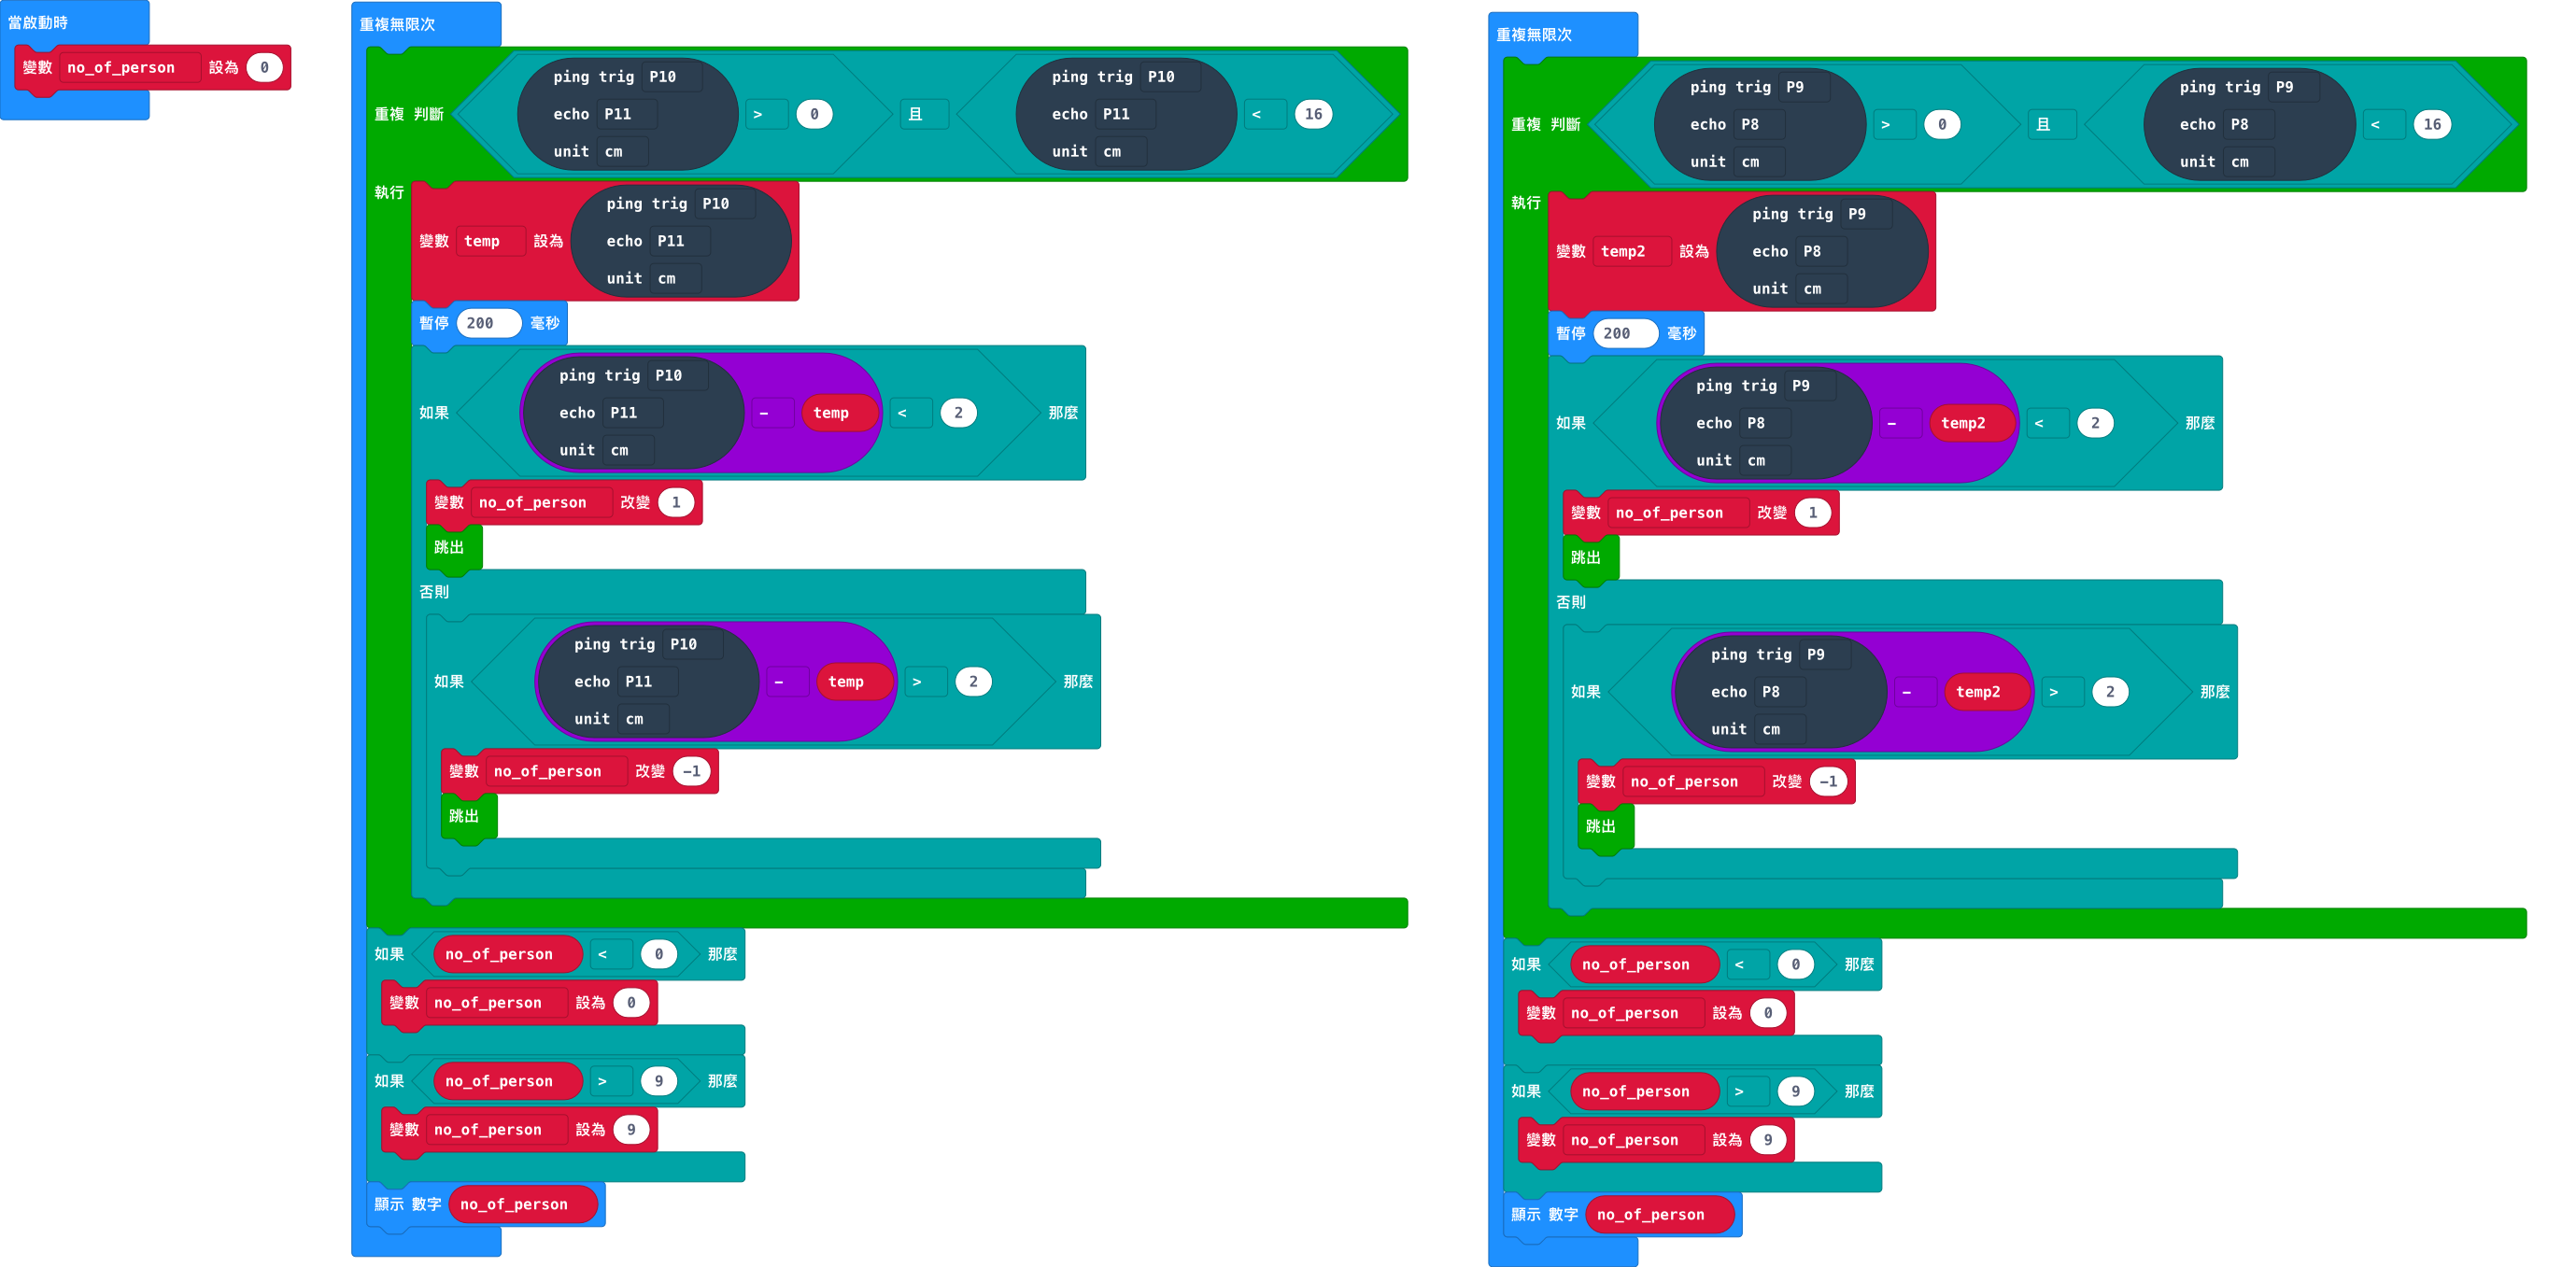 當啟動時
變數 no_of_person 設為 0
重複無限次
重複 判斷 ping trig P10 echo P11 unit cm > 0 且 ping trig P10 echo P11 unit cm < 16
執行
變數 temp 設為 ping trig P10 echo P11 unit cm
暫停 200 毫秒
如果 ping trig P10 echo P11 unit cm - temp < 2 那麼
變數 no_of_person 改變 1
跳出
否則
如果 ping trig P10 echo P11 unit cm - temp > 2 那麼
變數 no_of_person 改變 -1
跳出
如果 no_of_person < 0 那麼
變數 no_of_person 設為 0
如果 no_of_person > 9 那麼
變數 no_of_person 設為 9
顯示 數字 no_of_person
重複無限次
重複 判斷 ping trig P9 echo P8 unit cm > 0 且 ping trig P9 echo P8 unit cm < 16
執行
變數 temp2 設為 ping trig P9 echo P8 unit cm
暫停 200 毫秒
如果 ping trig P9 echo P8 unit cm - temp2 < 2 那麼
變數 no_of_person 改變 1
跳出
否則
如果 ping trig P9 echo P8 unit cm - temp2 > 2 那麼
變數 no_of_person 改變 -1
跳出
如果 no_of_person < 0 那麼
變數 no_of_person 設為 0
如果 no_of_person > 9 那麼
變數 no_of_person 設為 9
顯示 數字 no_of_person